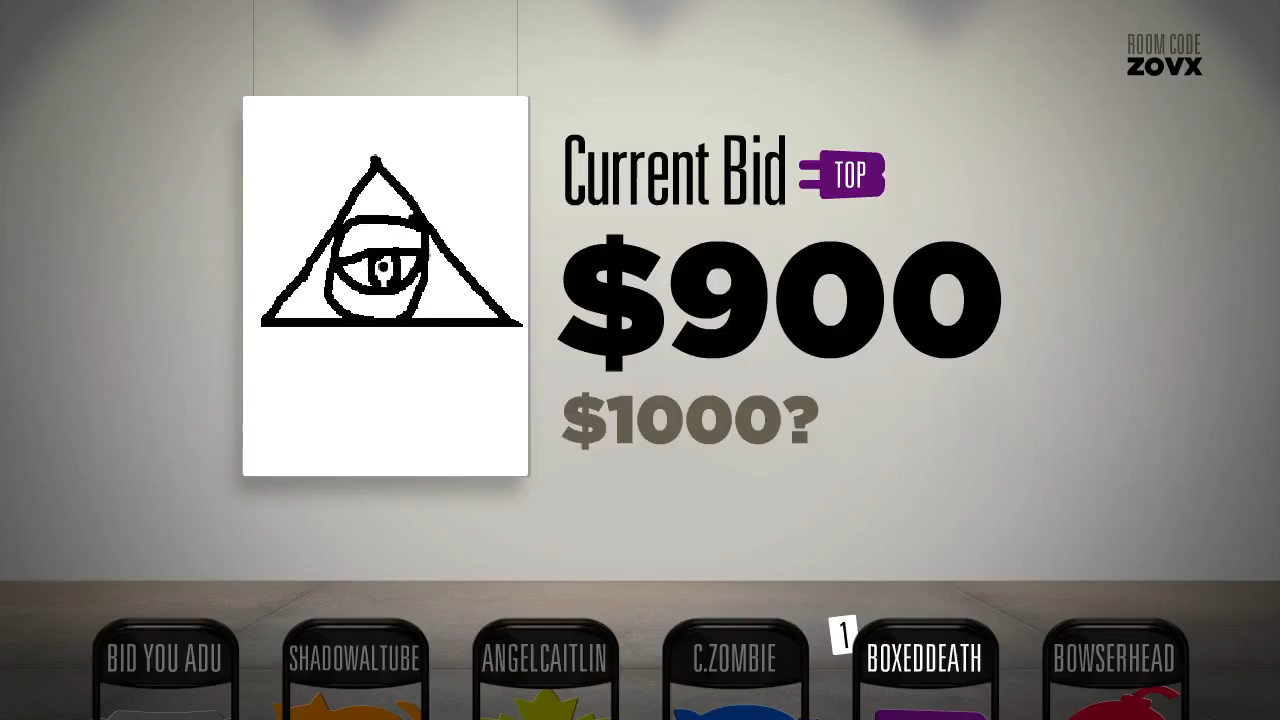 ROOM CODE
ZOVX
Current Bid
TOP
$900
$1000?
1
BID YOU ADU
SHADOWALTUBE
ANGELCAITLIN
C.ZOMBIE
BOXEDDEATH
BOWSERHEAD